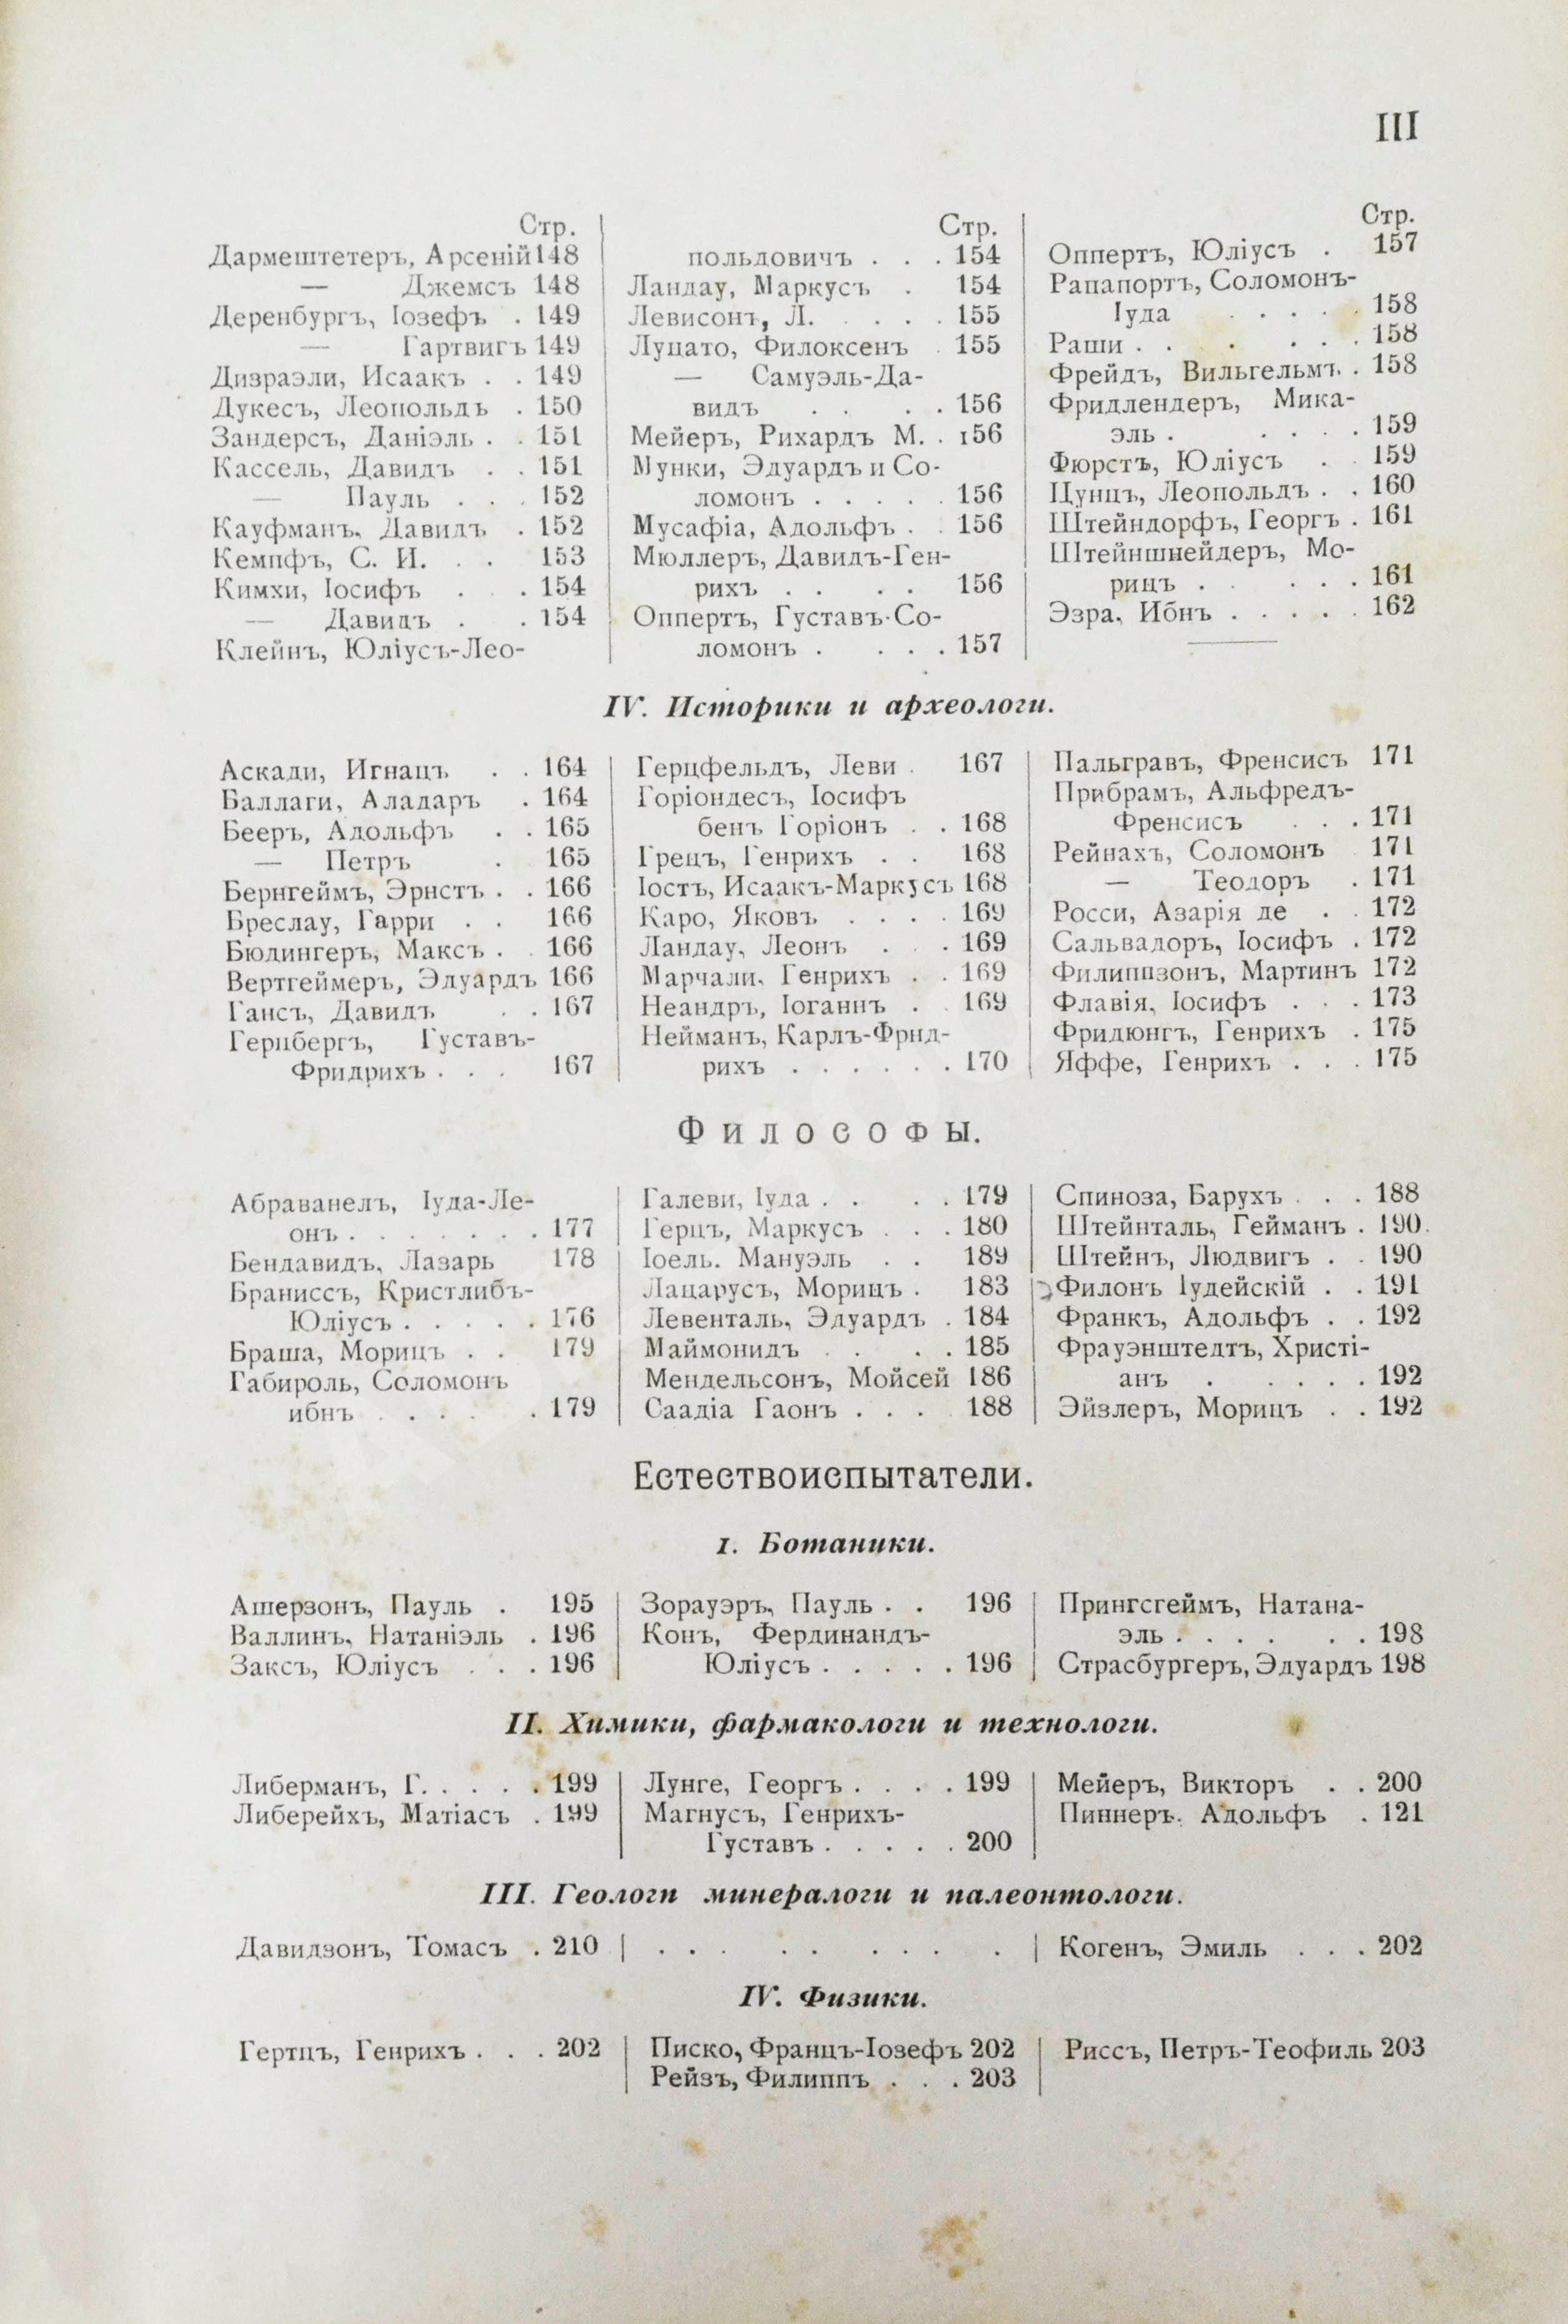 III
Стр.
Дармештетеръ, Арсеній 148
— Джемсъ 148
Деренбургъ, Іозефъ . 149
— Гартвигъ 149
Дизраэли, Исаакъ . . 149
Дукесъ, Леопольдъ . 150
Зандерсъ, Даніэль . . 151
Кассель, Давидъ . . 151
— Пауль . . . 152
Кауфманъ, Давидъ . 152
Кемпфъ, С. И. . . 153
Кимхи, Іосифъ . . . 154
— Давидъ . . 154
Клейнъ, Юліусъ-Лео-
Стр.
польдовичъ . . . 154
Ландау, Маркусъ . 154
Левисонъ, Л. . . . . 155
Луцато, Филоксенъ . 155
— Самуэль-Да-
видъ . . . . 156
Мейеръ, Рихардъ М. . 156
Мунки, Эдуардъ и Со-
ломонъ . . . . . 156
Мусафіа, Адольфъ . . 156
Мюллеръ, Давидъ-Ген-
рихъ . . . . 156
Оппертъ, Густавъ-Со-
ломонъ . . . . 157
Стр.
Оппертъ, Юліусъ . 157
Рапапортъ, Соломонъ-
Іуда . . . . . 158
Раши . . . . . . 158
Фрейдъ, Вильгельмъ . 158
Фридлендеръ, Мика-
эль . . . . . 159
Фюрстъ, Юліусъ . . 159
Цунцъ, Леопольдъ . . 160
Штейндорфъ, Георгъ . 161
Штейншнейдеръ, Мо-
рицъ . . . . . 161
Эзра, Ибнъ . . . . . 162
IV. Историки и археологи.
Аскади, Игнацъ . . 164
Баллаги, Аладаръ . 164
Бееръ, Адольфъ . . 165
— Петръ . 165
Бернгеймъ, Эрнстъ . . 166
Бреслау, Гарри . . 166
Бюдингеръ, Максъ . . 166
Вертгеймеръ, Эдуардъ 166
Гансъ, Давидъ . . 167
Герцбергъ, Густавъ-
Фридрихъ . . . 167
Герцфельдъ, Леви . 167
Горіондесъ, Іосифъ
бенъ Горіонъ . . 168
Грецъ, Генрихъ . . 168
Іостъ, Исаакъ-Маркусъ 168
Каро, Яковъ . . . . 169
Ландау, Леонъ . . . 169
Марчали, Генрихъ . . 169
Неандръ, Іоганнъ . . 169
Нейманъ, Карлъ-Фрид-
рихъ . . . . . . 170
Пальгравъ, Френсисъ 171
Прибрамъ, Альфредъ-
Френсисъ . . . 171
Рейнахъ, Соломонъ 171
— Теодоръ . 171
Росси, Азарія де . . 172
Сальвадоръ, Іосифъ . 172
Филиппзонъ, Мартинъ 172
Флавія, Іосифъ . . . 173
Фридюнгъ, Генрихъ . 175
Яффе, Генрихъ . . . 175
Философы.
Абраванелъ, Іуда-Ле-
онъ . . . . . . . 177
Бендавидъ, Лазарь 178
Браниссъ, Кристлибъ-
Юліусъ . . . . . 176
Браша, Морицъ . . 179
Габироль, Соломонъ
ибнъ . . . . . 179
Галеви, Іуда . . . . 179
Герцъ, Маркусъ . . . 180
Іоель. Мануэль . . 189
Лацарусъ, Морицъ . 183
Левенталь, Эдуардъ . 184
Маймонидъ . . . . 185
Мендельсонъ, Мойсей 186
Саадіа Гаонъ . . . 188
Спиноза, Барухъ . . . 188
Штейнталь, Гейманъ . 190.
Штейнъ, Людвигъ . . 190
Филонъ Іудейскій . . 191
Франкъ, Адольфъ . . 192
Фрауэнштедтъ, Христі-
анъ . . . . . 192
Эйзлеръ, Морицъ . . 192
Естествоиспытатели.
I. Ботаники.
Ашерзонъ, Пауль . 195
Валлинъ, Натаніэль . 196
Заксъ, Юліусъ . . . 196
Зорауэръ, Пауль . . 196
Конъ, Фердинандъ-
Юліусъ . . . . . 196
Прингсгеймъ, Натана-
эль . . . . . . 198
Страсбургеръ, Эдуардъ 198
II. Химики, фармакологи и технологи.
Либерманъ, Г. . . . . 199
Либерейхъ, Матіасъ . 199
Лунге, Георгъ . . . . 199
Магнусъ, Генрихъ-
Густавъ . . . . . 200
Мейеръ, Викторъ . . 200
Пиннеръ. Адольфъ . 121
III. Геологи минералоги и палеонтологи.
Давидзонъ, Томасъ . 210 | . . . . . . . . . | Когенъ, Эмиль . . . 202
IV. Физики.
Гертцъ, Генрихъ . . . 202
Писко, Францъ-Іозефъ 202
Рейзъ, Филиппъ . . . 203
Риссъ, Петръ-Теофиль 203